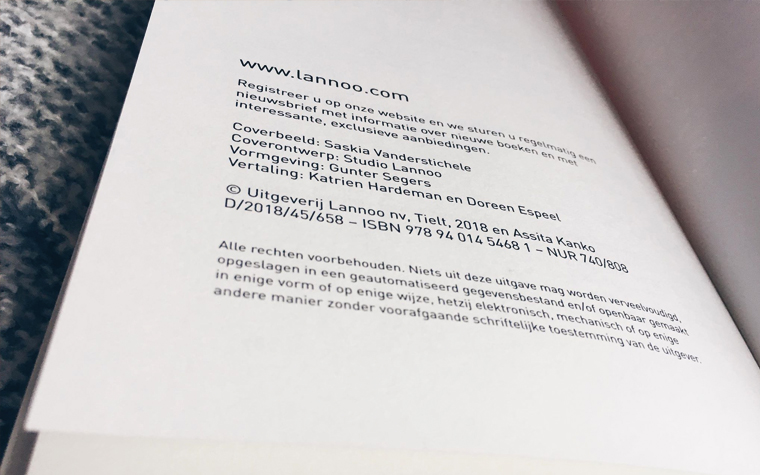 www.lannoo.com
Registreer u op onze website en we sturen u regelmatig een
nieuwsbrief met informatie over nieuwe boeken en met
interessante, exclusieve aanbiedingen.
Coverbeeld: Saskia Vanderstichele
Coverontwerp: Studio Lannoo
Vormgeving: Gunter Segers
Vertaling: Katrien Hardeman en Doreen Espeel
© Uitgeverij Lannoo nv, Tielt, 2018 en Assita Kanko
D/2018/45/658 – ISBN 978 94 014 5468 1 – NUR 740/808
Alle rechten voorbehouden. Niets uit deze uitgave mag worden verveelvoudigd,
opgeslagen in een geautomatiseerd gegevensbestand en/of openbaar gemaakt
in enige vorm of op enige wijze, hetzij elektronisch, mechanisch of op enige
andere manier zonder voorafgaande schriftelijke toestemming van de uitgever.